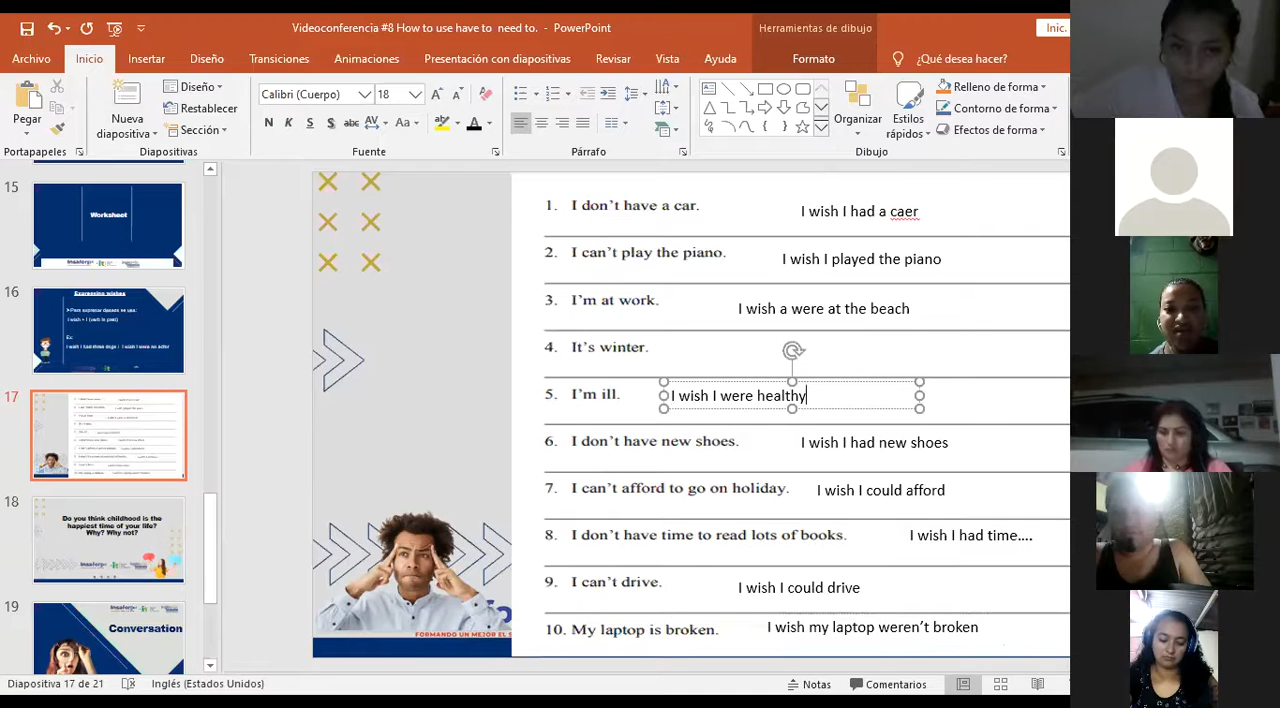 Videoconferencia #8 How to use have to need to. - PowerPoint
Herramientas de dibujo
Inic.
Archivo Inicio Insertar Diseño Transiciones Animaciones Presentación con diapositivas Revisar Vista Ayuda Formato ¿Qué desea hacer?
Pegar
Nueva diapositiva
Diseño
Restablecer
Sección
Calibri (Cuerpo) 18
N K S S abc AV Aa A
Organizar
Estilos rápidos
Relleno de forma
Contorno de forma
Efectos de forma
Portapapeles Diapositivas Fuente Párrafo Dibujo
15
Worksheet
16
Expressing wishes
17
18
Do you think childhood is the
happiest time of your life?
Why? Why not?
19
Conversation
1. I don't have a car. I wish I had a caer
2. I can't play the piano. I wish I played the piano
3. I'm at work. I wish a were at the beach
4. It's winter.
5. I'm ill. I wish I were healthy
6. I don't have new shoes. I wish I had new shoes
7. I can't afford to go on holiday. I wish I could afford
8. I don't have time to read lots of books. I wish I had time....
9. I can't drive. I wish I could drive
10. My laptop is broken. I wish my laptop weren't broken
FORMANDO UN MEJOR EL S
Diapositiva 17 de 21 Inglés (Estados Unidos) Notas Comentarios